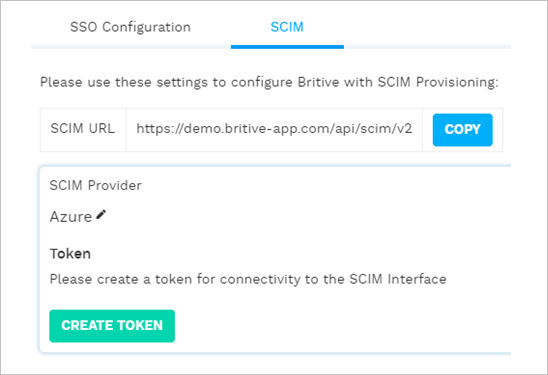 SSO Configuration SCIM
Please use these settings to configure Britive with SCIM Provisioning:
SCIM URL https://demo.britive-app.com/api/scim/v2 COPY
SCIM Provider
Azure
Token
Please create a token for connectivity to the SCIM Interface
CREATE TOKEN